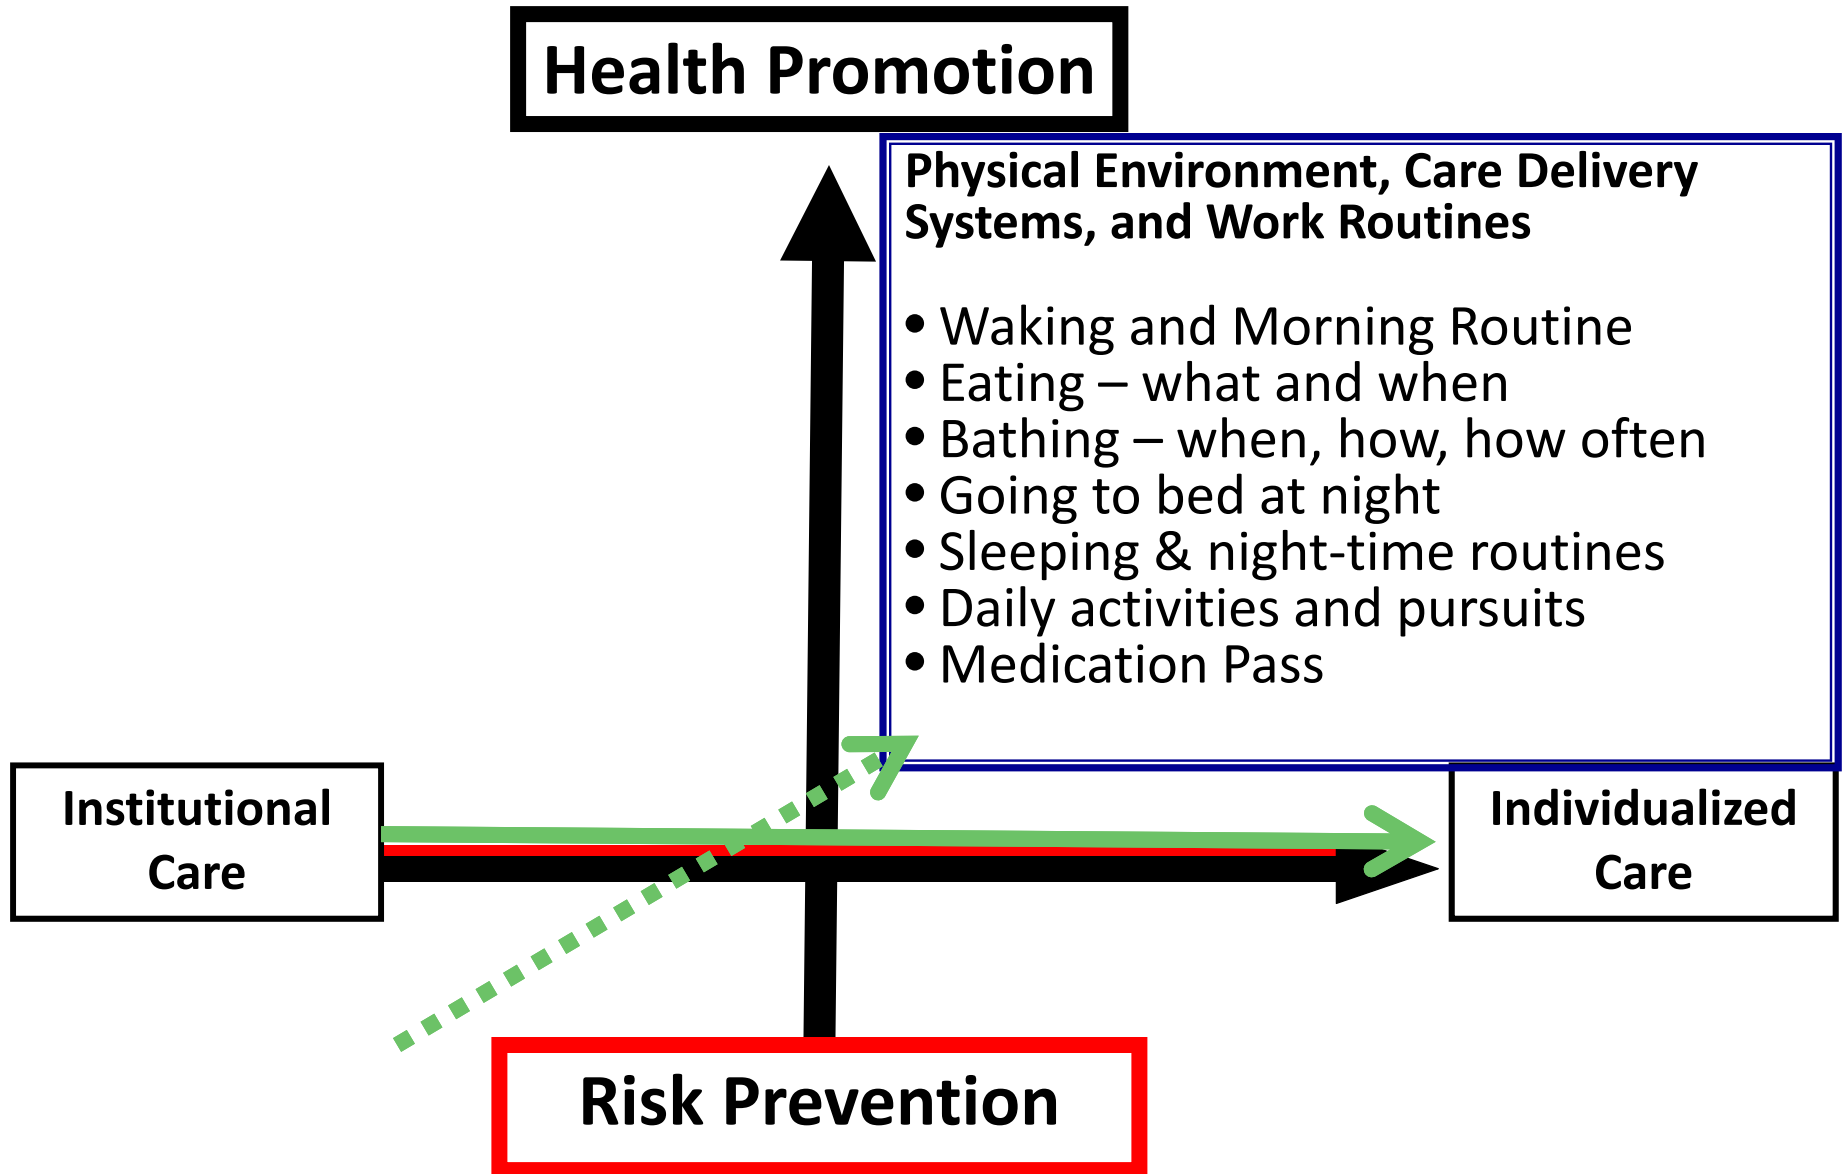 Health Promotion
Physical Environment, Care Delivery
Systems, and Work Routines
• Waking and Morning Routine
• Eating – what and when
• Bathing – when, how, how often
• Going to bed at night
• Sleeping & night-time routines
• Daily activities and pursuits
• Medication Pass
Institutional
Care
Individualized
Care
Risk Prevention